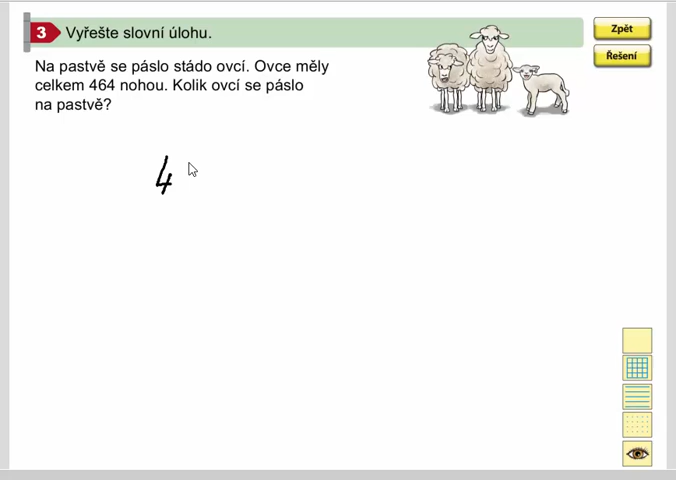 3 Vyřešte slovní úlohu.
Zpět
Řešení
Na pastvě se páslo stádo ovcí. Ovce měly
celkem 464 nohou. Kolik ovcí se páslo
na pastvě?
4